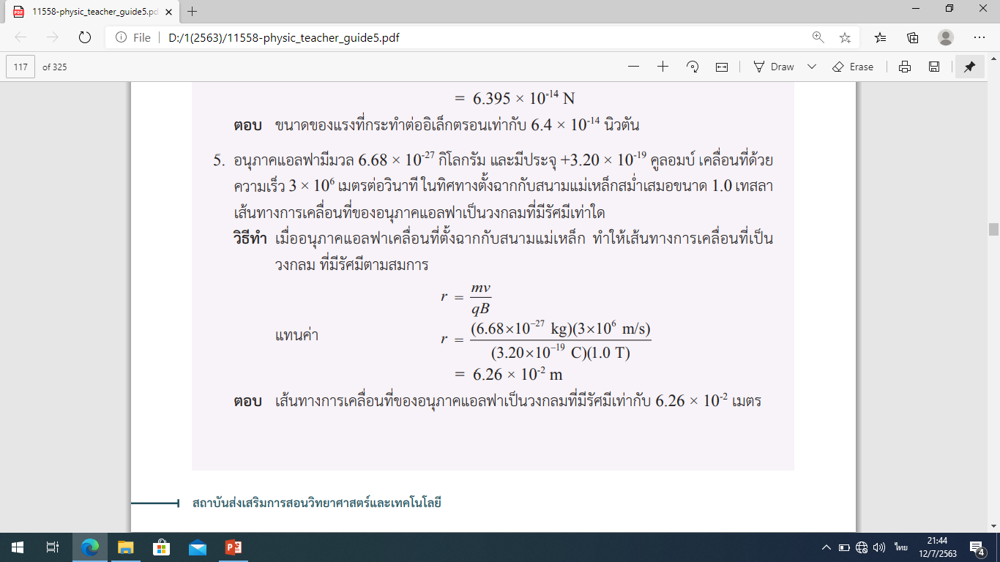 11558-physic_teacher_guide5.pd
File D:/1(2563)/11558-physic_teacher_guide5.pdf
117 of 325 Draw Erase
= 6.395 × 10⁻¹⁴ N
ตอบ ขนาดของแรงที่กระทำต่ออิเล็กตรอนเท่ากับ 6.4 × 10⁻¹⁴ นิวตัน
5. อนุภาคแอลฟามีมวล 6.68 × 10⁻²⁷ กิโลกรัม และมีประจุ +3.20 × 10⁻¹⁹ คูลอมบ์ เคลื่อนที่ด้วย
ความเร็ว 3 × 10⁶ เมตรต่อวินาที ในทิศทางตั้งฉากกับสนามแม่เหล็กสม่ำเสมอขนาด 1.0 เทสลา
เส้นทางการเคลื่อนที่ของอนุภาคแอลฟาเป็นวงกลมที่มีรัศมีเท่าใด
วิธีทำ เมื่ออนุภาคแอลฟาเคลื่อนที่ตั้งฉากกับสนามแม่เหล็ก ทำให้เส้นทางการเคลื่อนที่เป็น
วงกลม ที่มีรัศมีตามสมการ
r = mv/qB
แทนค่า r = (6.68×10⁻²⁷ kg)(3×10⁶ m/s)/(3.20×10⁻¹⁹ C)(1.0 T)
= 6.26 × 10⁻² m
ตอบ เส้นทางการเคลื่อนที่ของอนุภาคแอลฟาเป็นวงกลมที่มีรัศมีเท่ากับ 6.26 × 10⁻² เมตร
สถาบันส่งเสริมการสอนวิทยาศาสตร์และเทคโนโลยี
ไทย 21:44
12/7/2563 4